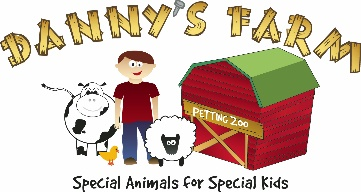 DANNY'S FARM
PETTING ZOO
Special Animals for Special Kids